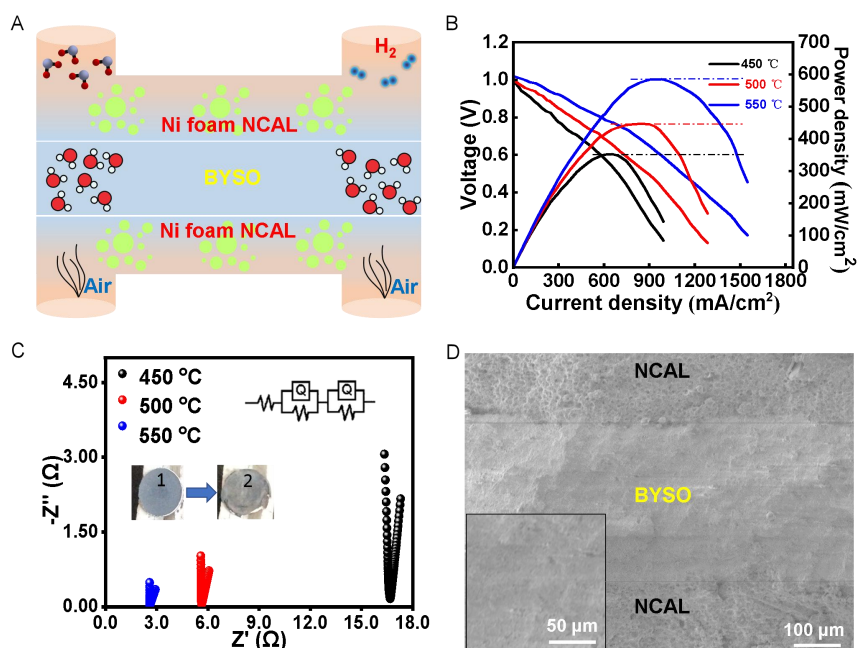 A
H2
Ni foam NCAL
BYSO
Ni foam NCAL
Air
Air
B
1.2
1.0
0.8
0.6
0.4
0.2
0.0
Voltage (V)
450 ℃
500 ℃
550 ℃
700
600
500
400
300
200
100
0
Power density (mW/cm2)
0
300
600
900
1200
1500
1800
Current density (mA/cm2)
C
450 °C
500 °C
550 °C
Q
Q
1
2
4.50
3.00
1.50
0.00
-Z'' (Ω)
0.0
3.0
6.0
9.0
12.0
15.0
18.0
Z' (Ω)
D
NCAL
BYSO
NCAL
50 µm
100 µm